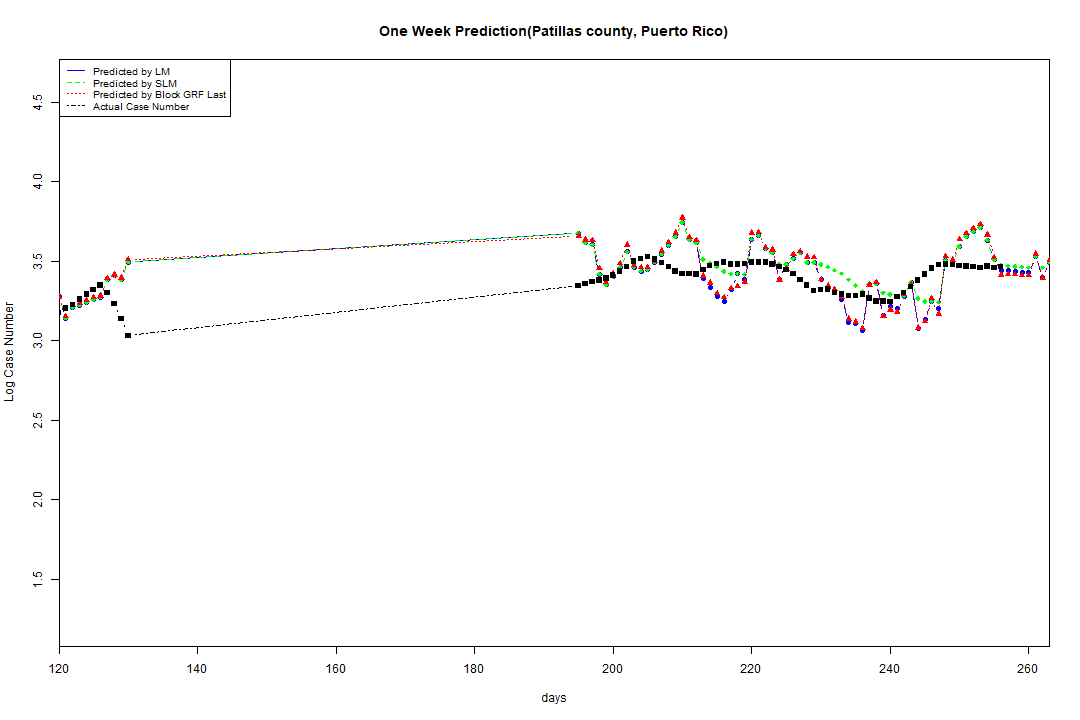 One Week Prediction(Patillas county, Puerto Rico)
Predicted by LM
Predicted by SLM
Predicted by Block GRF Last
Actual Case Number
4.5
4.0
3.5
3.0
2.5
2.0
1.5
Log Case Number
120 140 160 180 200 220 240 260
days